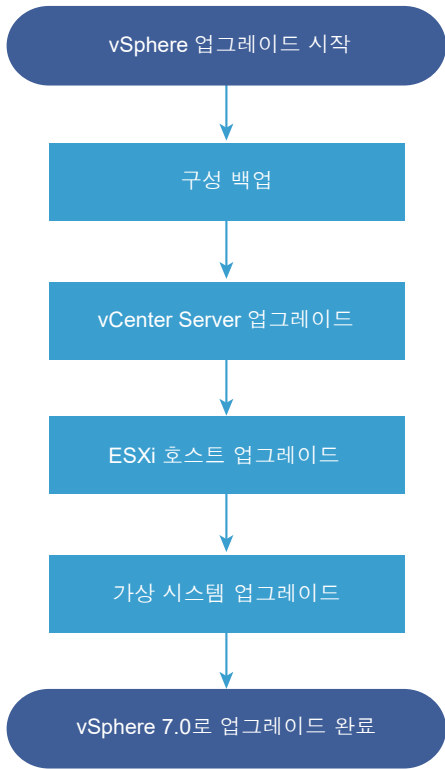 vSphere 업그레이드 시작
구성 백업
vCenter Server 업그레이드
ESXi 호스트 업그레이드
가상 시스템 업그레이드
vSphere 7.0로 업그레이드 완료